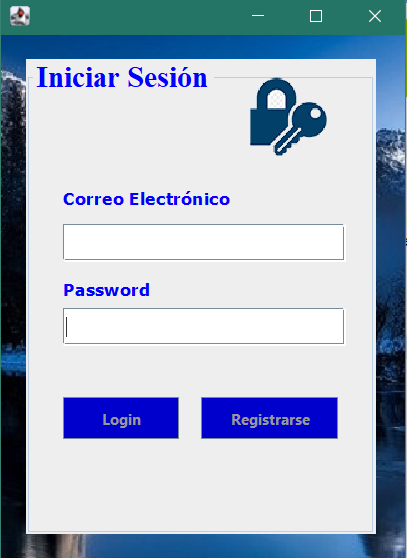 Iniciar Sesión
Correo Electrónico
Password
Login Registrarse